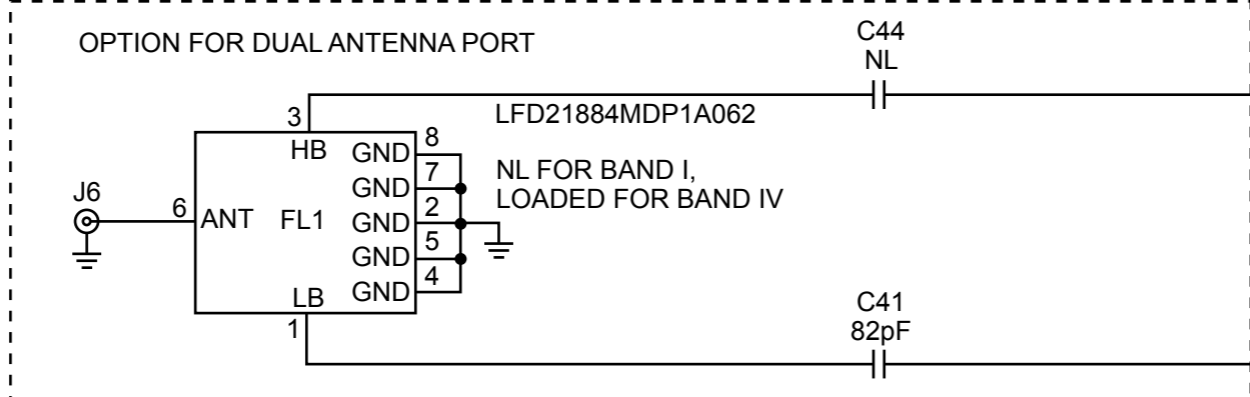 OPTION FOR DUAL ANTENNA PORT
C44
NL
LFD21884MDP1A062
3
HB
GND 8
NL FOR BAND I,
LOADED FOR BAND IV
GND 7
J6
6 ANT FL1 GND 2
GND 5
GND 4
LB
1
C41
82pF